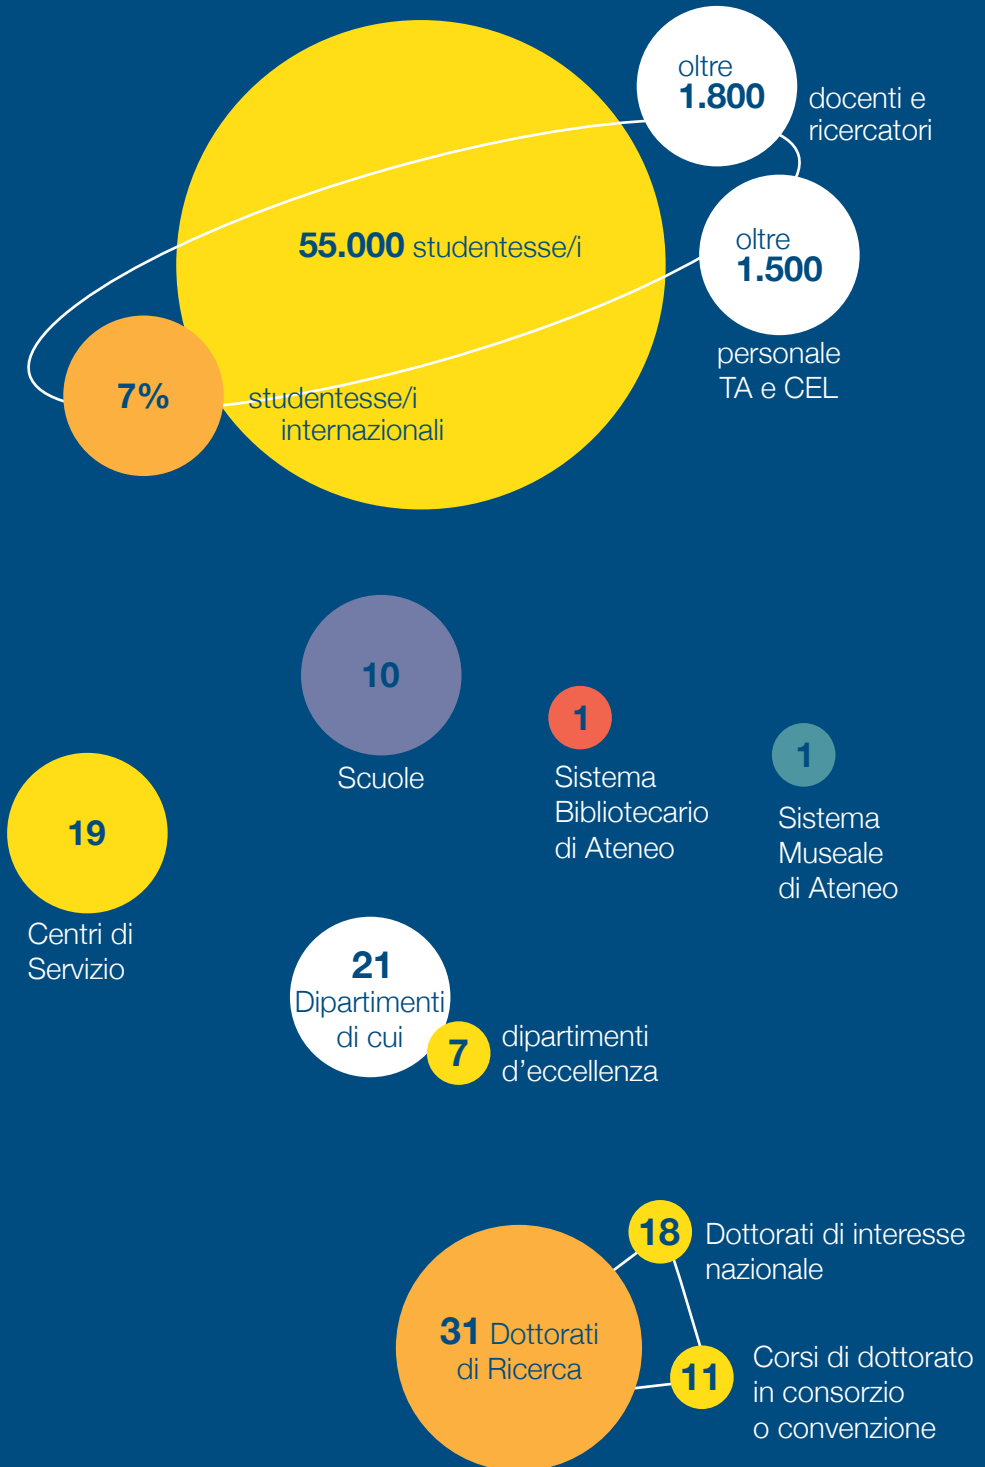 oltre
1.800
docenti e
ricercatori
55.000 studentesse/i
oltre
1.500
personale
TA e CEL
7%
studentesse/i
internazionali
10
Scuole
1
Sistema
Bibliotecario
di Ateneo
1
Sistema
Museale
di Ateneo
19
Centri di
Servizio
21
Dipartimenti
di cui
7
dipartimenti
d’eccellenza
18
Dottorati di interesse
nazionale
31 Dottorati
di Ricerca
11
Corsi di dottorato
in consorzio
o convenzione